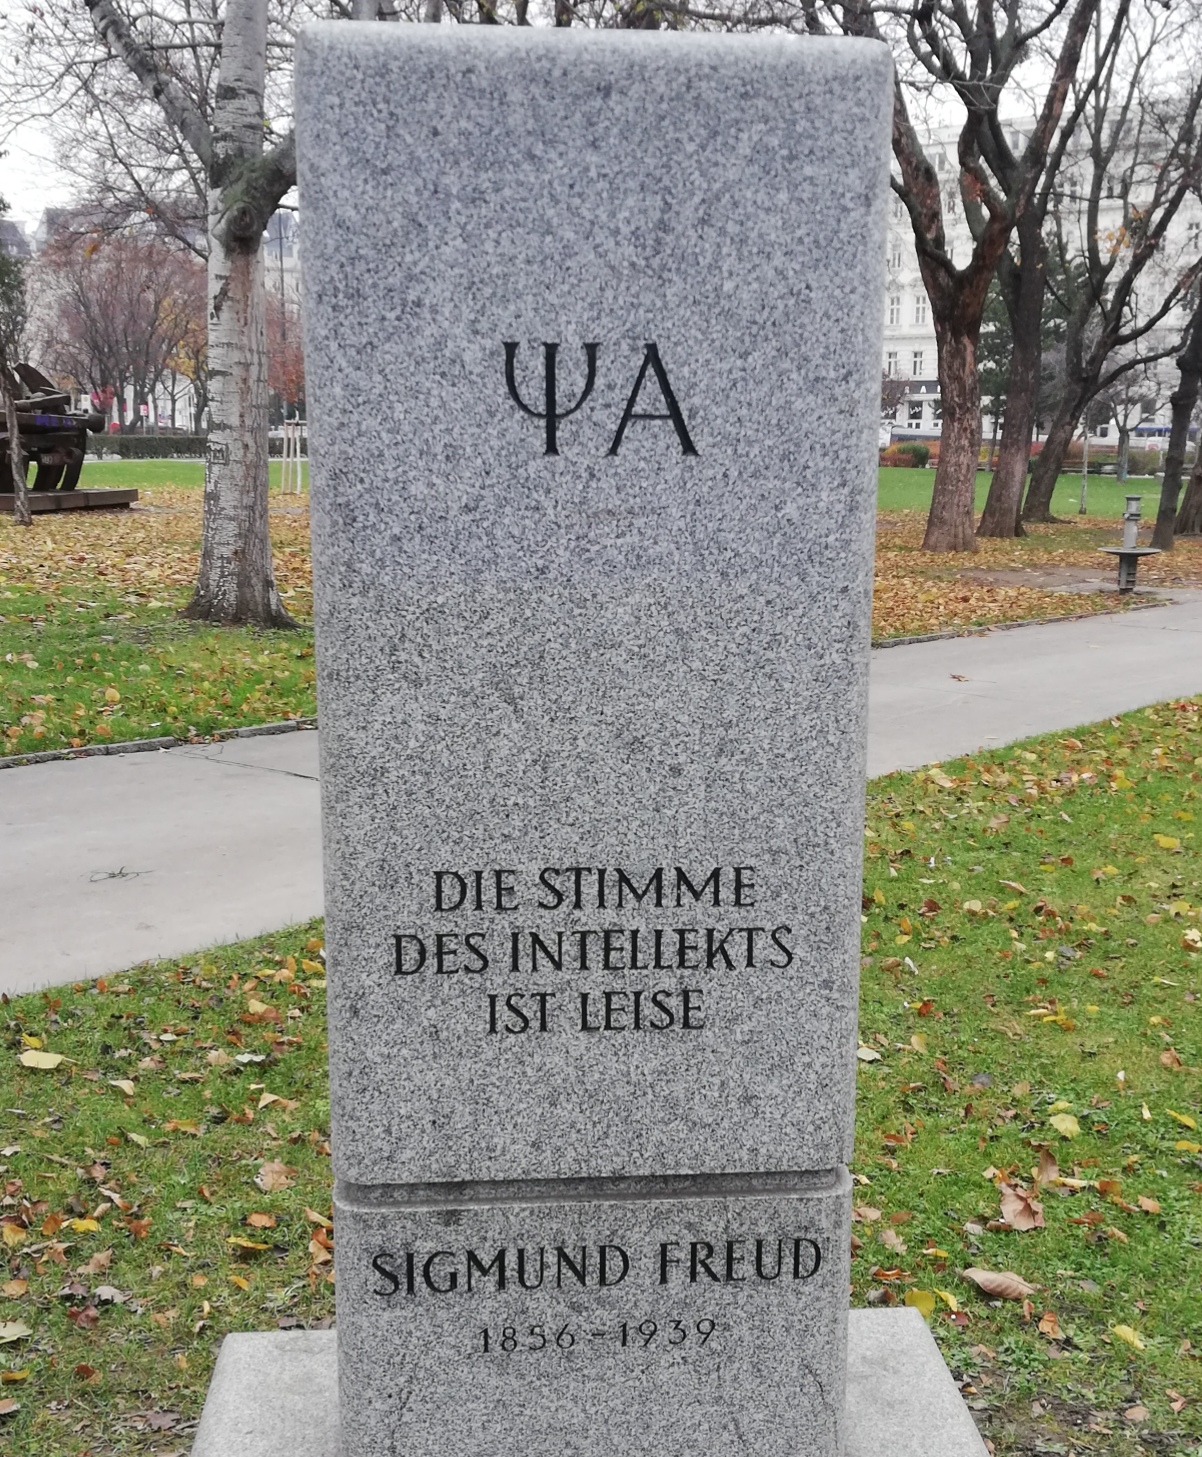 ΨΑ
DIE STIMME
DES INTELLEKTS
IST LEISE
SIGMUND FREUD
1856-1939